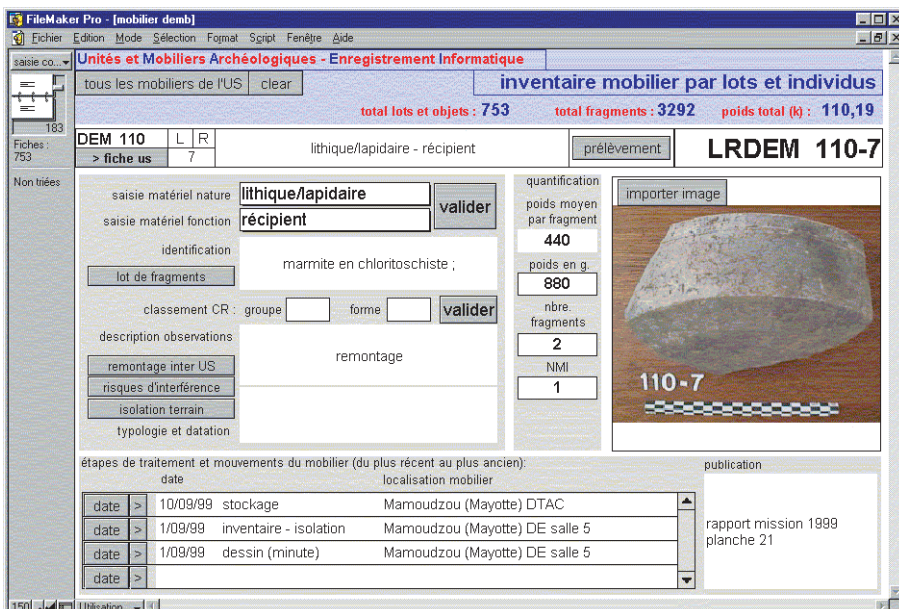 FileMaker Pro - [mobilier demb]
Fichier Edition Mode Sélection Format Script Fenêtre Aide
saisie co...
Unités et Mobiliers Archéologiques - Enregistrement Informatique
tous les mobiliers de l'US clear
inventaire mobilier par lots et individus
total lots et objets : 753 total fragments : 3292 poids total (k) : 110,19
183
Fiches :
753
Non triées
DEM 110 L R
> fiche us 7
lithique/lapidaire - récipient
prélèvement
LRDEM 110-7
saisie matériel nature lithique/lapidaire
saisie matériel fonction récipient
valider
identification
lot de fragments
marmite en chloritoschiste ;
classement CR : groupe forme valider
description observations
remontage
remontage inter US
risques d'interférence
isolation terrain
typologie et datation
quantification
poids moyen
par fragment
440
poids en g.
880
nbre.
fragments
2
NMI
1
importer image
110-7
étapes de traitement et mouvements du mobilier (du plus récent au plus ancien):
date localisation mobilier
date > 10/09/99 stockage Mamoudzou (Mayotte) DTAC
date > 1/09/99 inventaire - isolation Mamoudzou (Mayotte) DE salle 5
date > 1/09/99 dessin (minute) Mamoudzou (Mayotte) DE salle 5
date >
publication
rapport mission 1999
planche 21
150 Utilisation